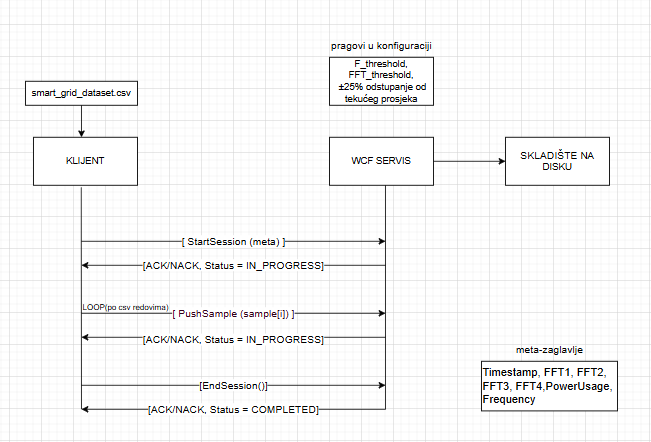 pragovi u konfiguraciji
F_threshold,
FFT_threshold,
±25% odstupanje od
tekućeg prosjeka
smart_grid_dataset.csv
KLIJENT
WCF SERVIS
SKLADIŠTE NA
DISKU
[ StartSession (meta) ]
[ACK/NACK, Status = IN_PROGRESS]
LOOP(po csv redovima)
[ PushSample (sample[i]) ]
[ACK/NACK, Status = IN_PROGRESS]
meta-zaglavlje
Timestamp, FFT1, FFT2,
FFT3, FFT4,PowerUsage,
Frequency
[EndSession()]
[ACK/NACK, Status = COMPLETED]